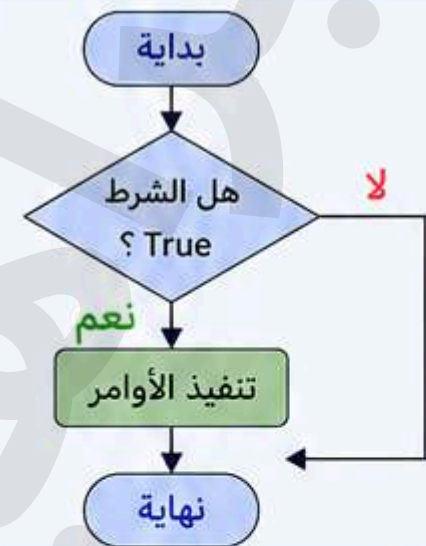 بداية
هل الشرط
True ؟
لا
نعم
تنفيذ الأوامر
نهاية